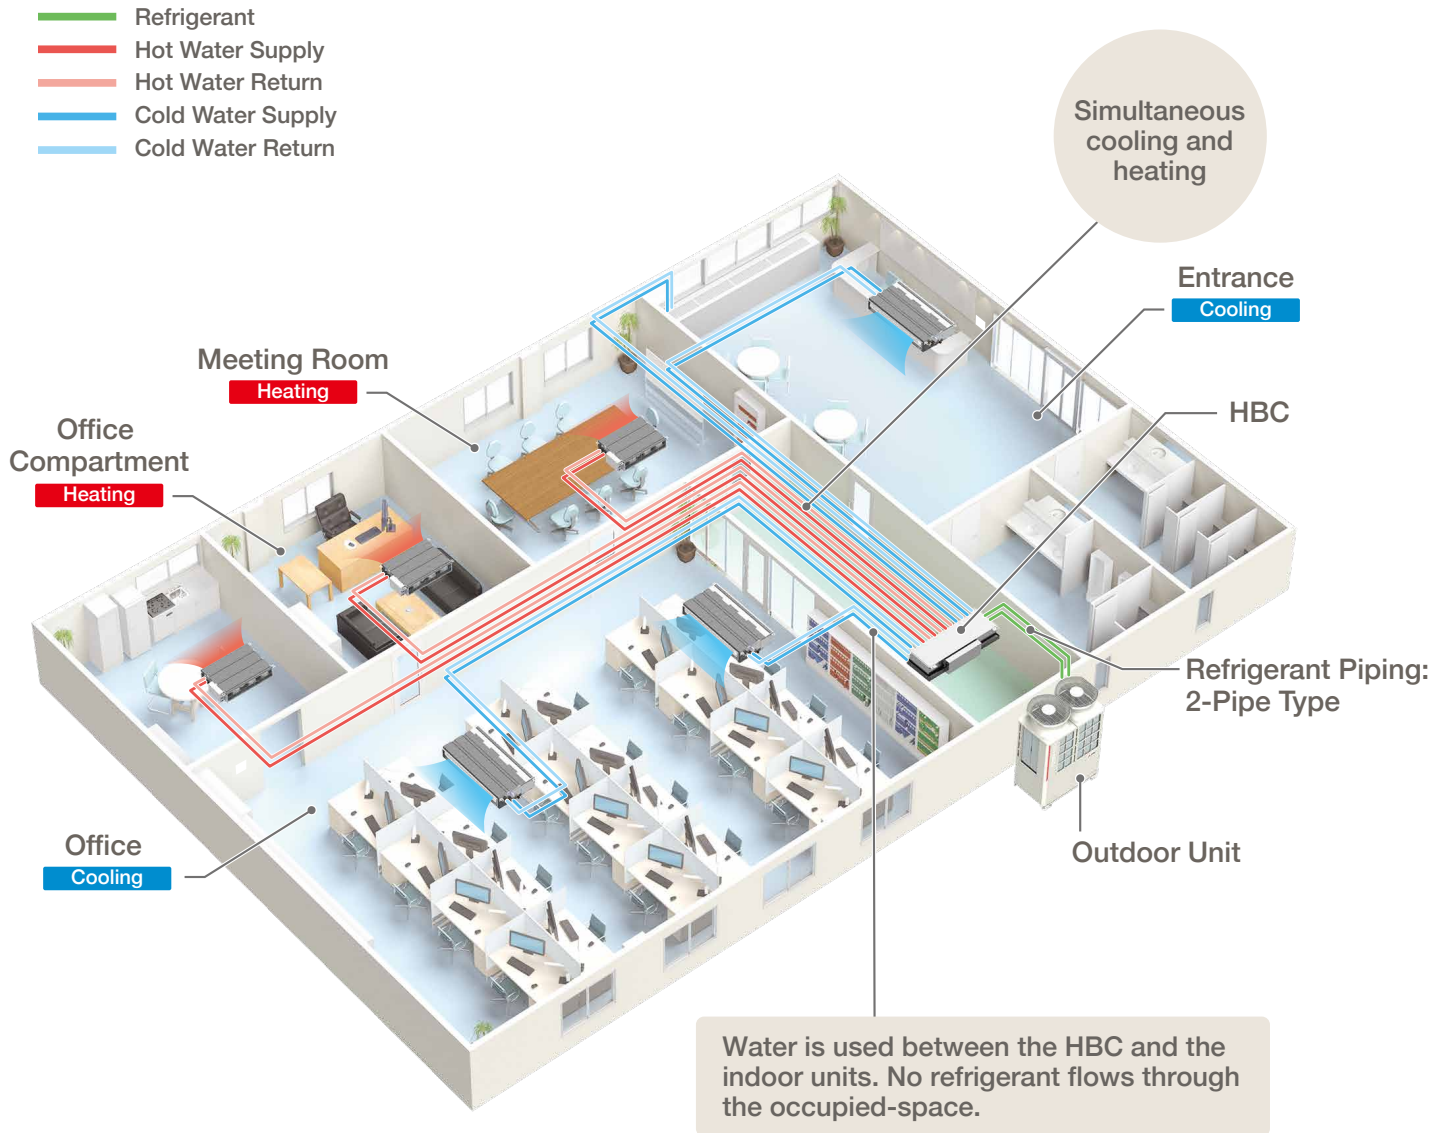 Refrigerant
Hot Water Supply
Hot Water Return
Cold Water Supply
Cold Water Return
Simultaneous
cooling and
heating
Entrance
Cooling
Meeting Room
Heating
HBC
Office
Compartment
Heating
Refrigerant Piping:
2-Pipe Type
Office
Cooling
Outdoor Unit
Water is used between the HBC and the
indoor units. No refrigerant flows through
the occupied-space.